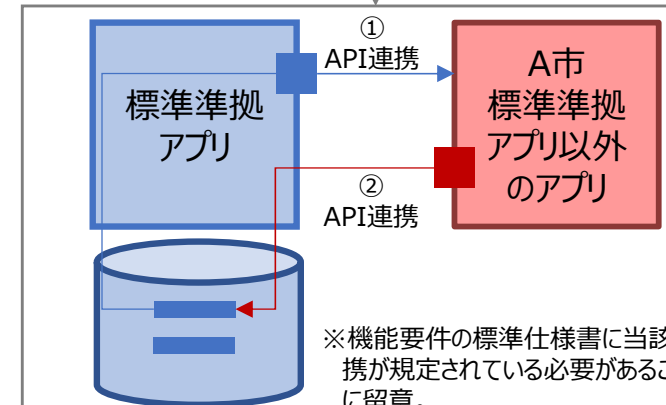 ①
API連携
標準準拠
アプリ
A市
標準準拠
アプリ以外
のアプリ
②
API連携
※機能要件の標準仕様書に当該
携が規定されている必要があるこ
に留意。